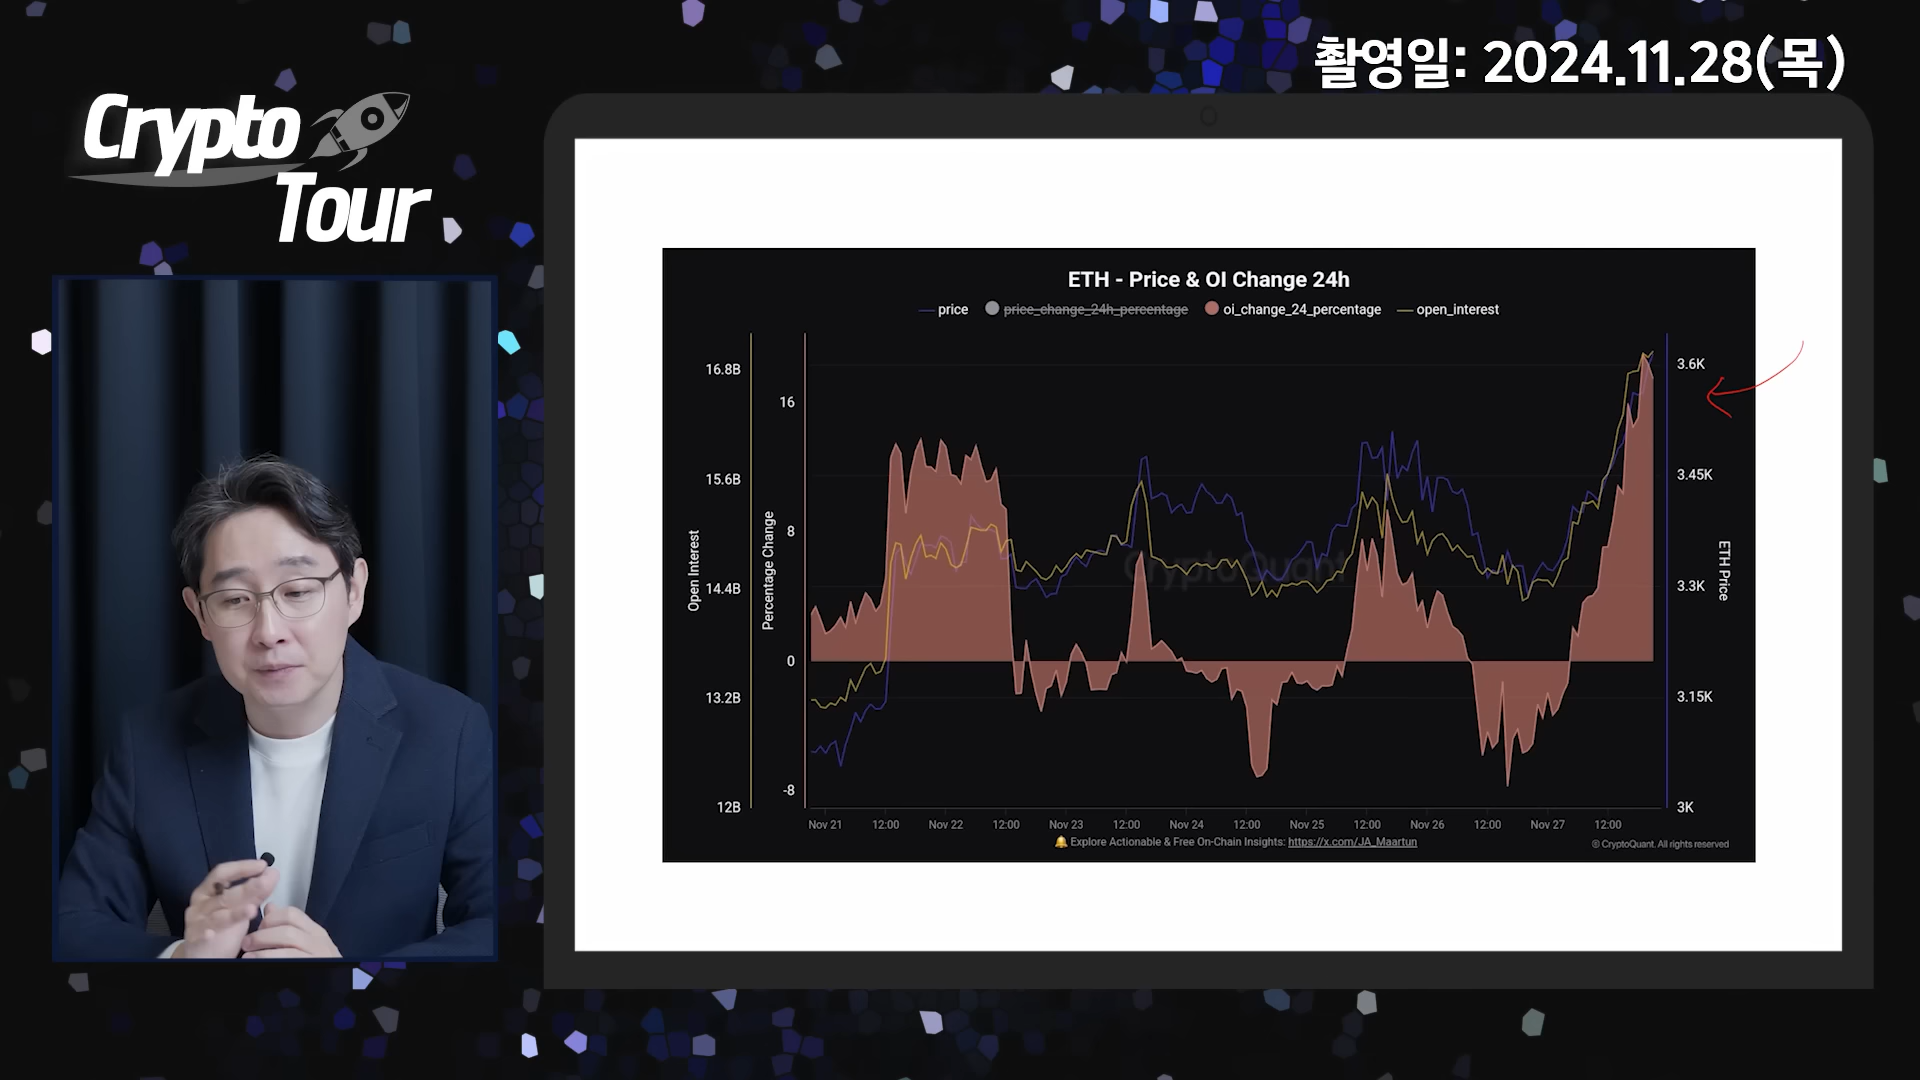 촬영일: 2024.11.28(목)
Crypto
Tour
ETH - Price & OI Change 24h
price price_change_24h_percentage oi_change_24_percentage open_interest
16.8B
15.6B
14.4B
13.2B
12B
Open Interest
16
8
0
-8
Percentage Change
CryptoQuant
3.6K
3.45K
3.3K
3.15K
3K
ETH Price
Nov 21 12:00 Nov 22 12:00 Nov 23 12:00 Nov 24 12:00 Nov 25 12:00 Nov 26 12:00 Nov 27 12:00
🔔 Explore Actionable & Free On-Chain Insights: https://x.com/JA_Maartun
© CryptoQuant. All rights reserved